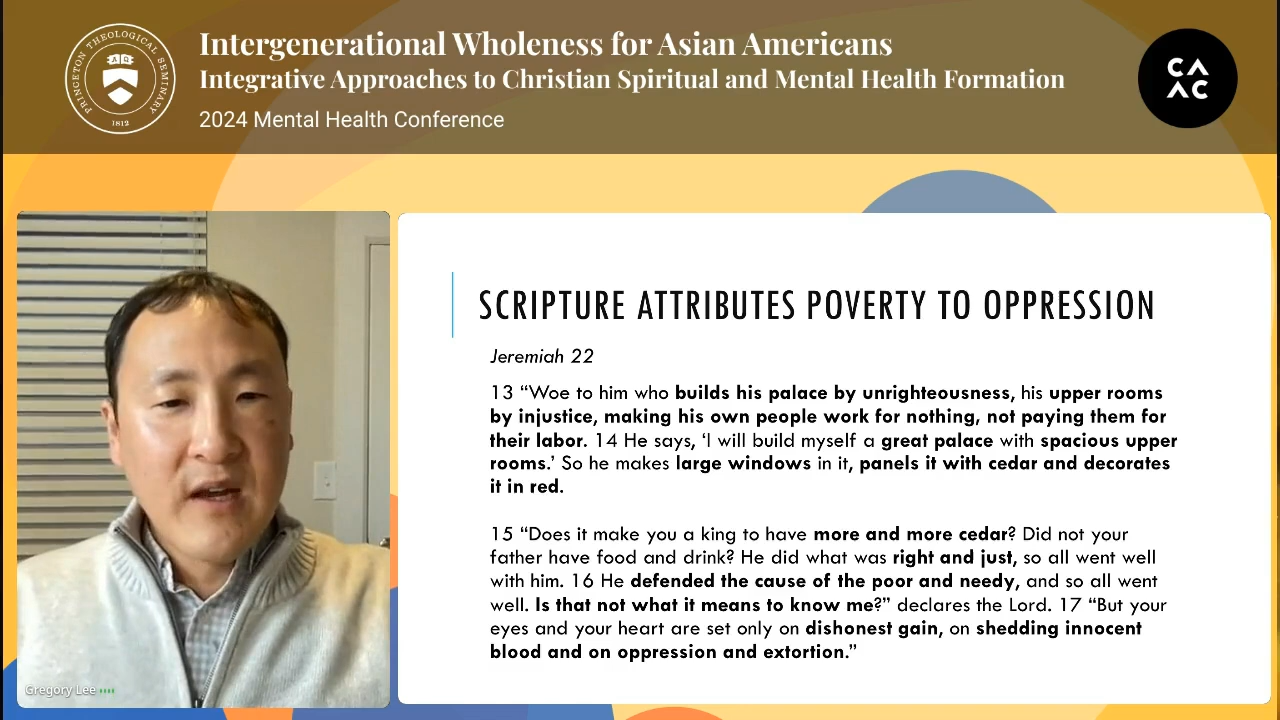 PRINCETON THEOLOGICAL SEMINARY
1812
Intergenerational Wholeness for Asian Americans
Integrative Approaches to Christian Spiritual and Mental Health Formation
2024 Mental Health Conference
CA
AC
SCRIPTURE ATTRIBUTES POVERTY TO OPPRESSION
Jeremiah 22
13 “Woe to him who builds his palace by unrighteousness, his upper rooms
by injustice, making his own people work for nothing, not paying them for
their labor. 14 He says, ‘I will build myself a great palace with spacious upper
rooms.’ So he makes large windows in it, panels it with cedar and decorates
it in red.
15 “Does it make you a king to have more and more cedar? Did not your
father have food and drink? He did what was right and just, so all went well
with him. 16 He defended the cause of the poor and needy, and so all went
well. Is that not what it means to know me?” declares the Lord. 17 “But your
eyes and your heart are set only on dishonest gain, on shedding innocent
blood and on oppression and extortion.”
Gregory Lee